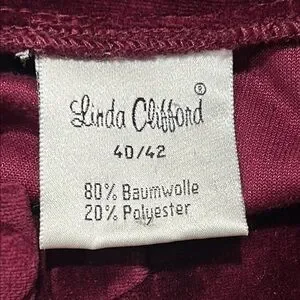 Linda Clifford®
40/42
80% Baumwolle
20% Polyester